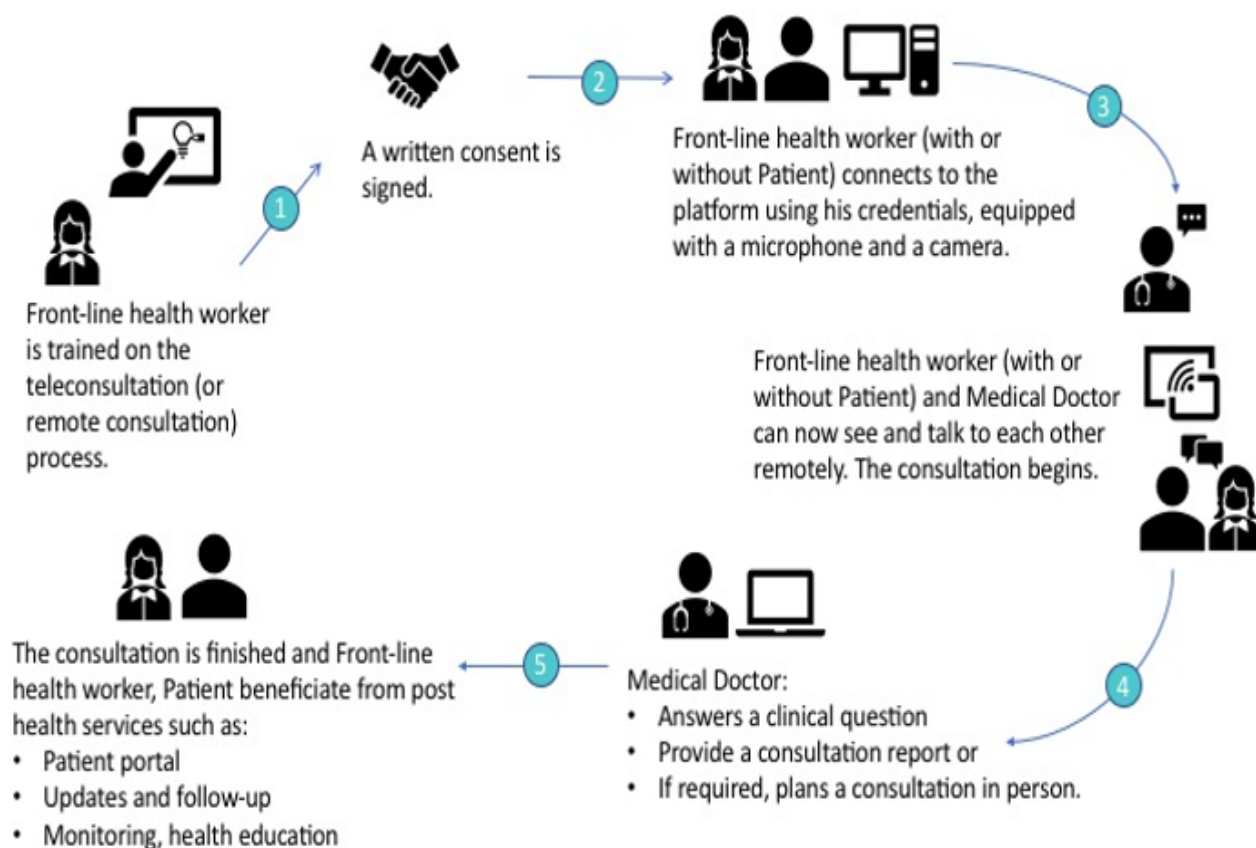 Front-line health worker
is trained on the
teleconsultation (or
remote consultation)
process.
1
A written consent is
signed.
2
Front-line health worker (with or
without Patient) connects to the
platform using his credentials, equipped
with a microphone and a camera.
3
Front-line health worker (with or
without Patient) and Medical Doctor
can now see and talk to each other
remotely. The consultation begins.
4
Medical Doctor:
• Answers a clinical question
• Provide a consultation report or
• If required, plans a consultation in person.
5
The consultation is finished and Front-line
health worker, Patient beneficiate from post
health services such as:
• Patient portal
• Updates and follow-up
• Monitoring, health education